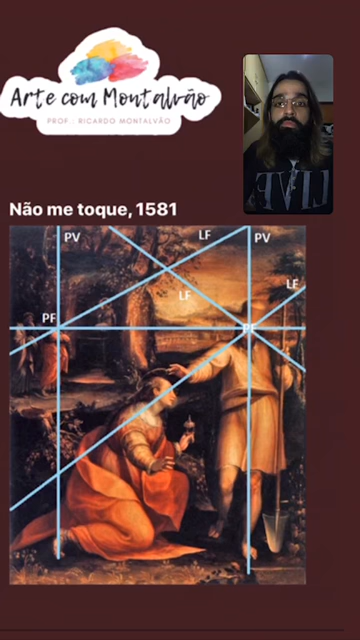 Arte com Montalvão
PROF.: RICARDO MONTALVÃO
Não me toque, 1581
PV
LF
PV
LF
LF
PF
PF